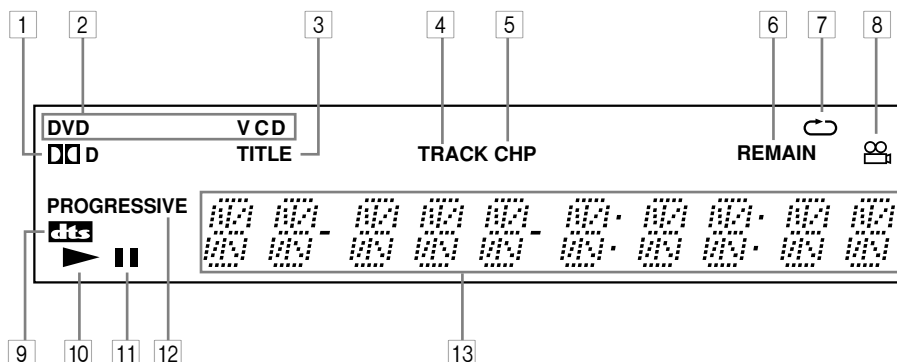 1 2 3 4 5 6 7 8
DVD VCD
D TITLE TRACK CHP REMAIN
PROGRESSIVE
dts
9 10 11 12 13